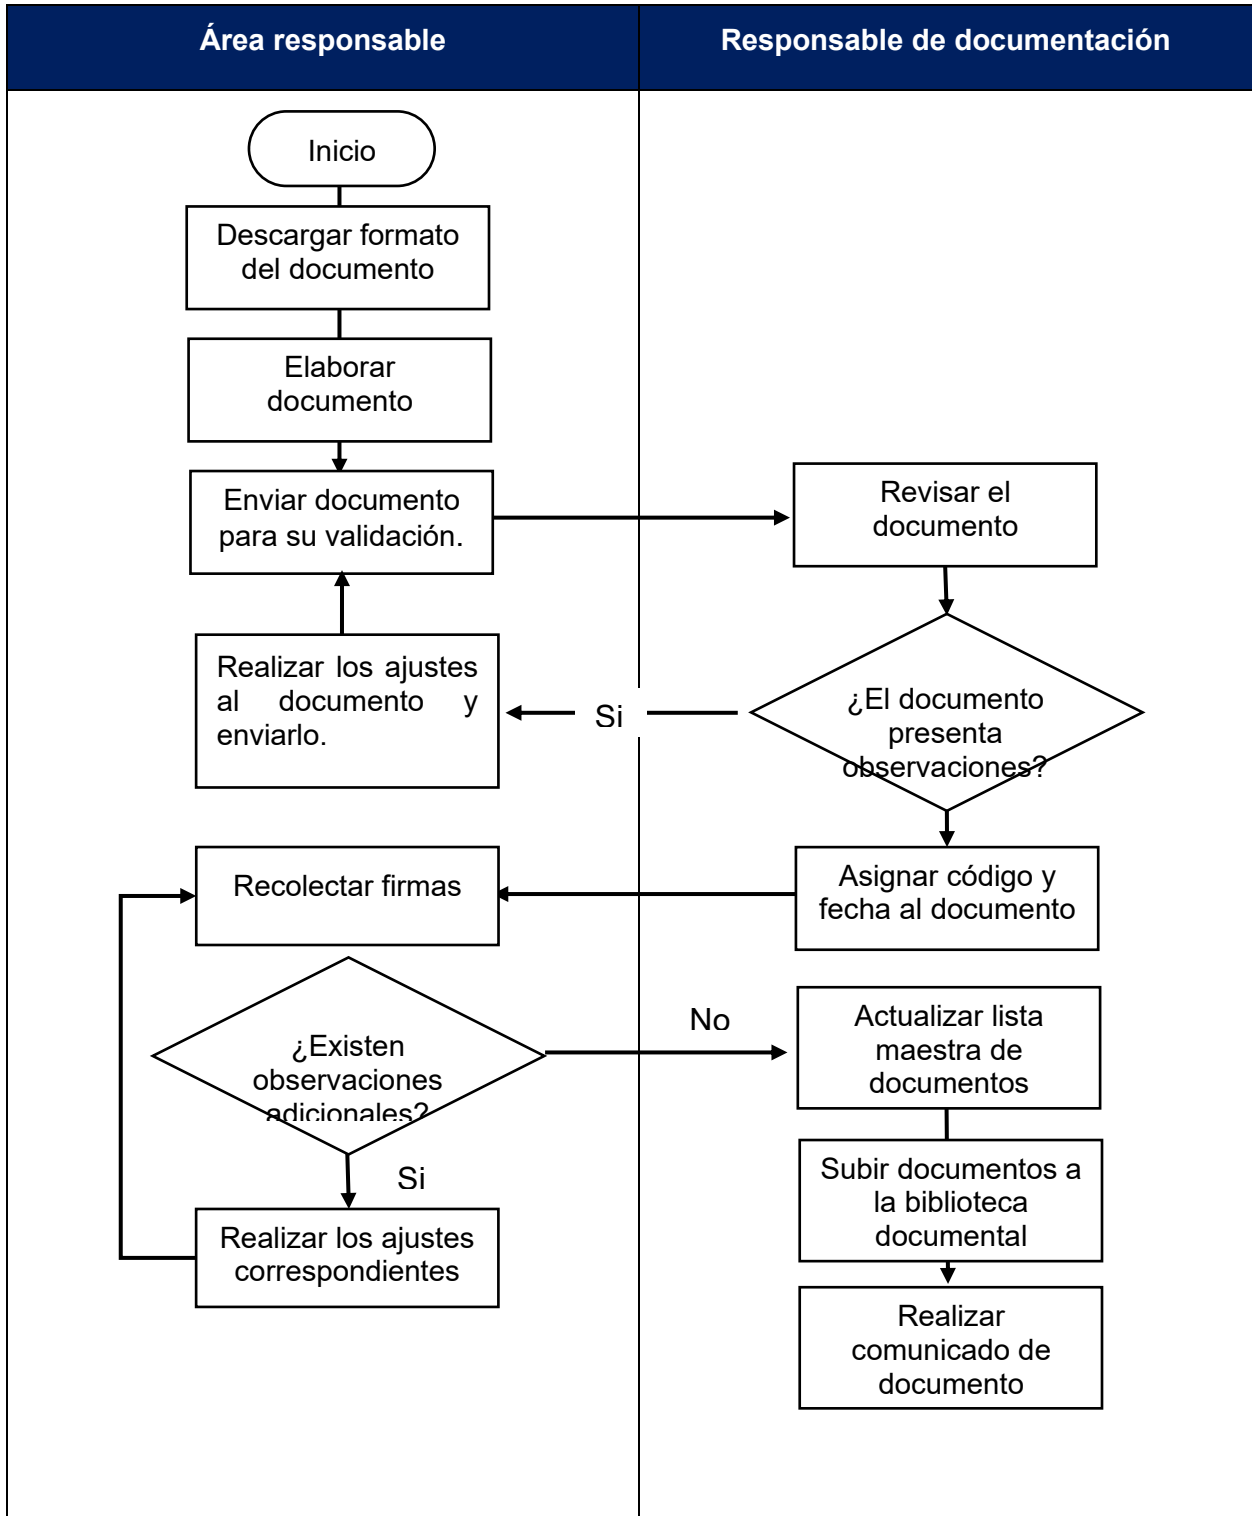 Área responsable
Responsable de documentación
Inicio
Descargar formato
del documento
Elaborar
documento
Enviar documento
para su validación.
Revisar el
documento
Realizar los ajustes
al documento y
enviarlo.
Si
¿El documento
presenta
observaciones?
Recolectar firmas
Asignar código y
fecha al documento
¿Existen
observaciones
adicionales?
No
Actualizar lista
maestra de
documentos
Si
Subir documentos a
la biblioteca
documental
Realizar los ajustes
correspondientes
Realizar
comunicado de
documento